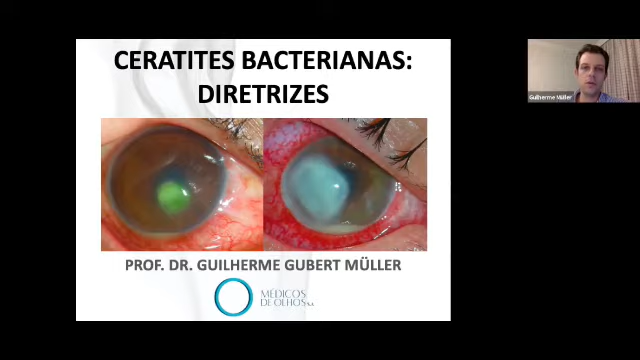 CERATITES BACTERIANAS:
DIRETRIZES
PROF. DR. GUILHERME GUBERT MÜLLER
MÉDICOS
DE OLHOS S.A.
Guilherme Müller